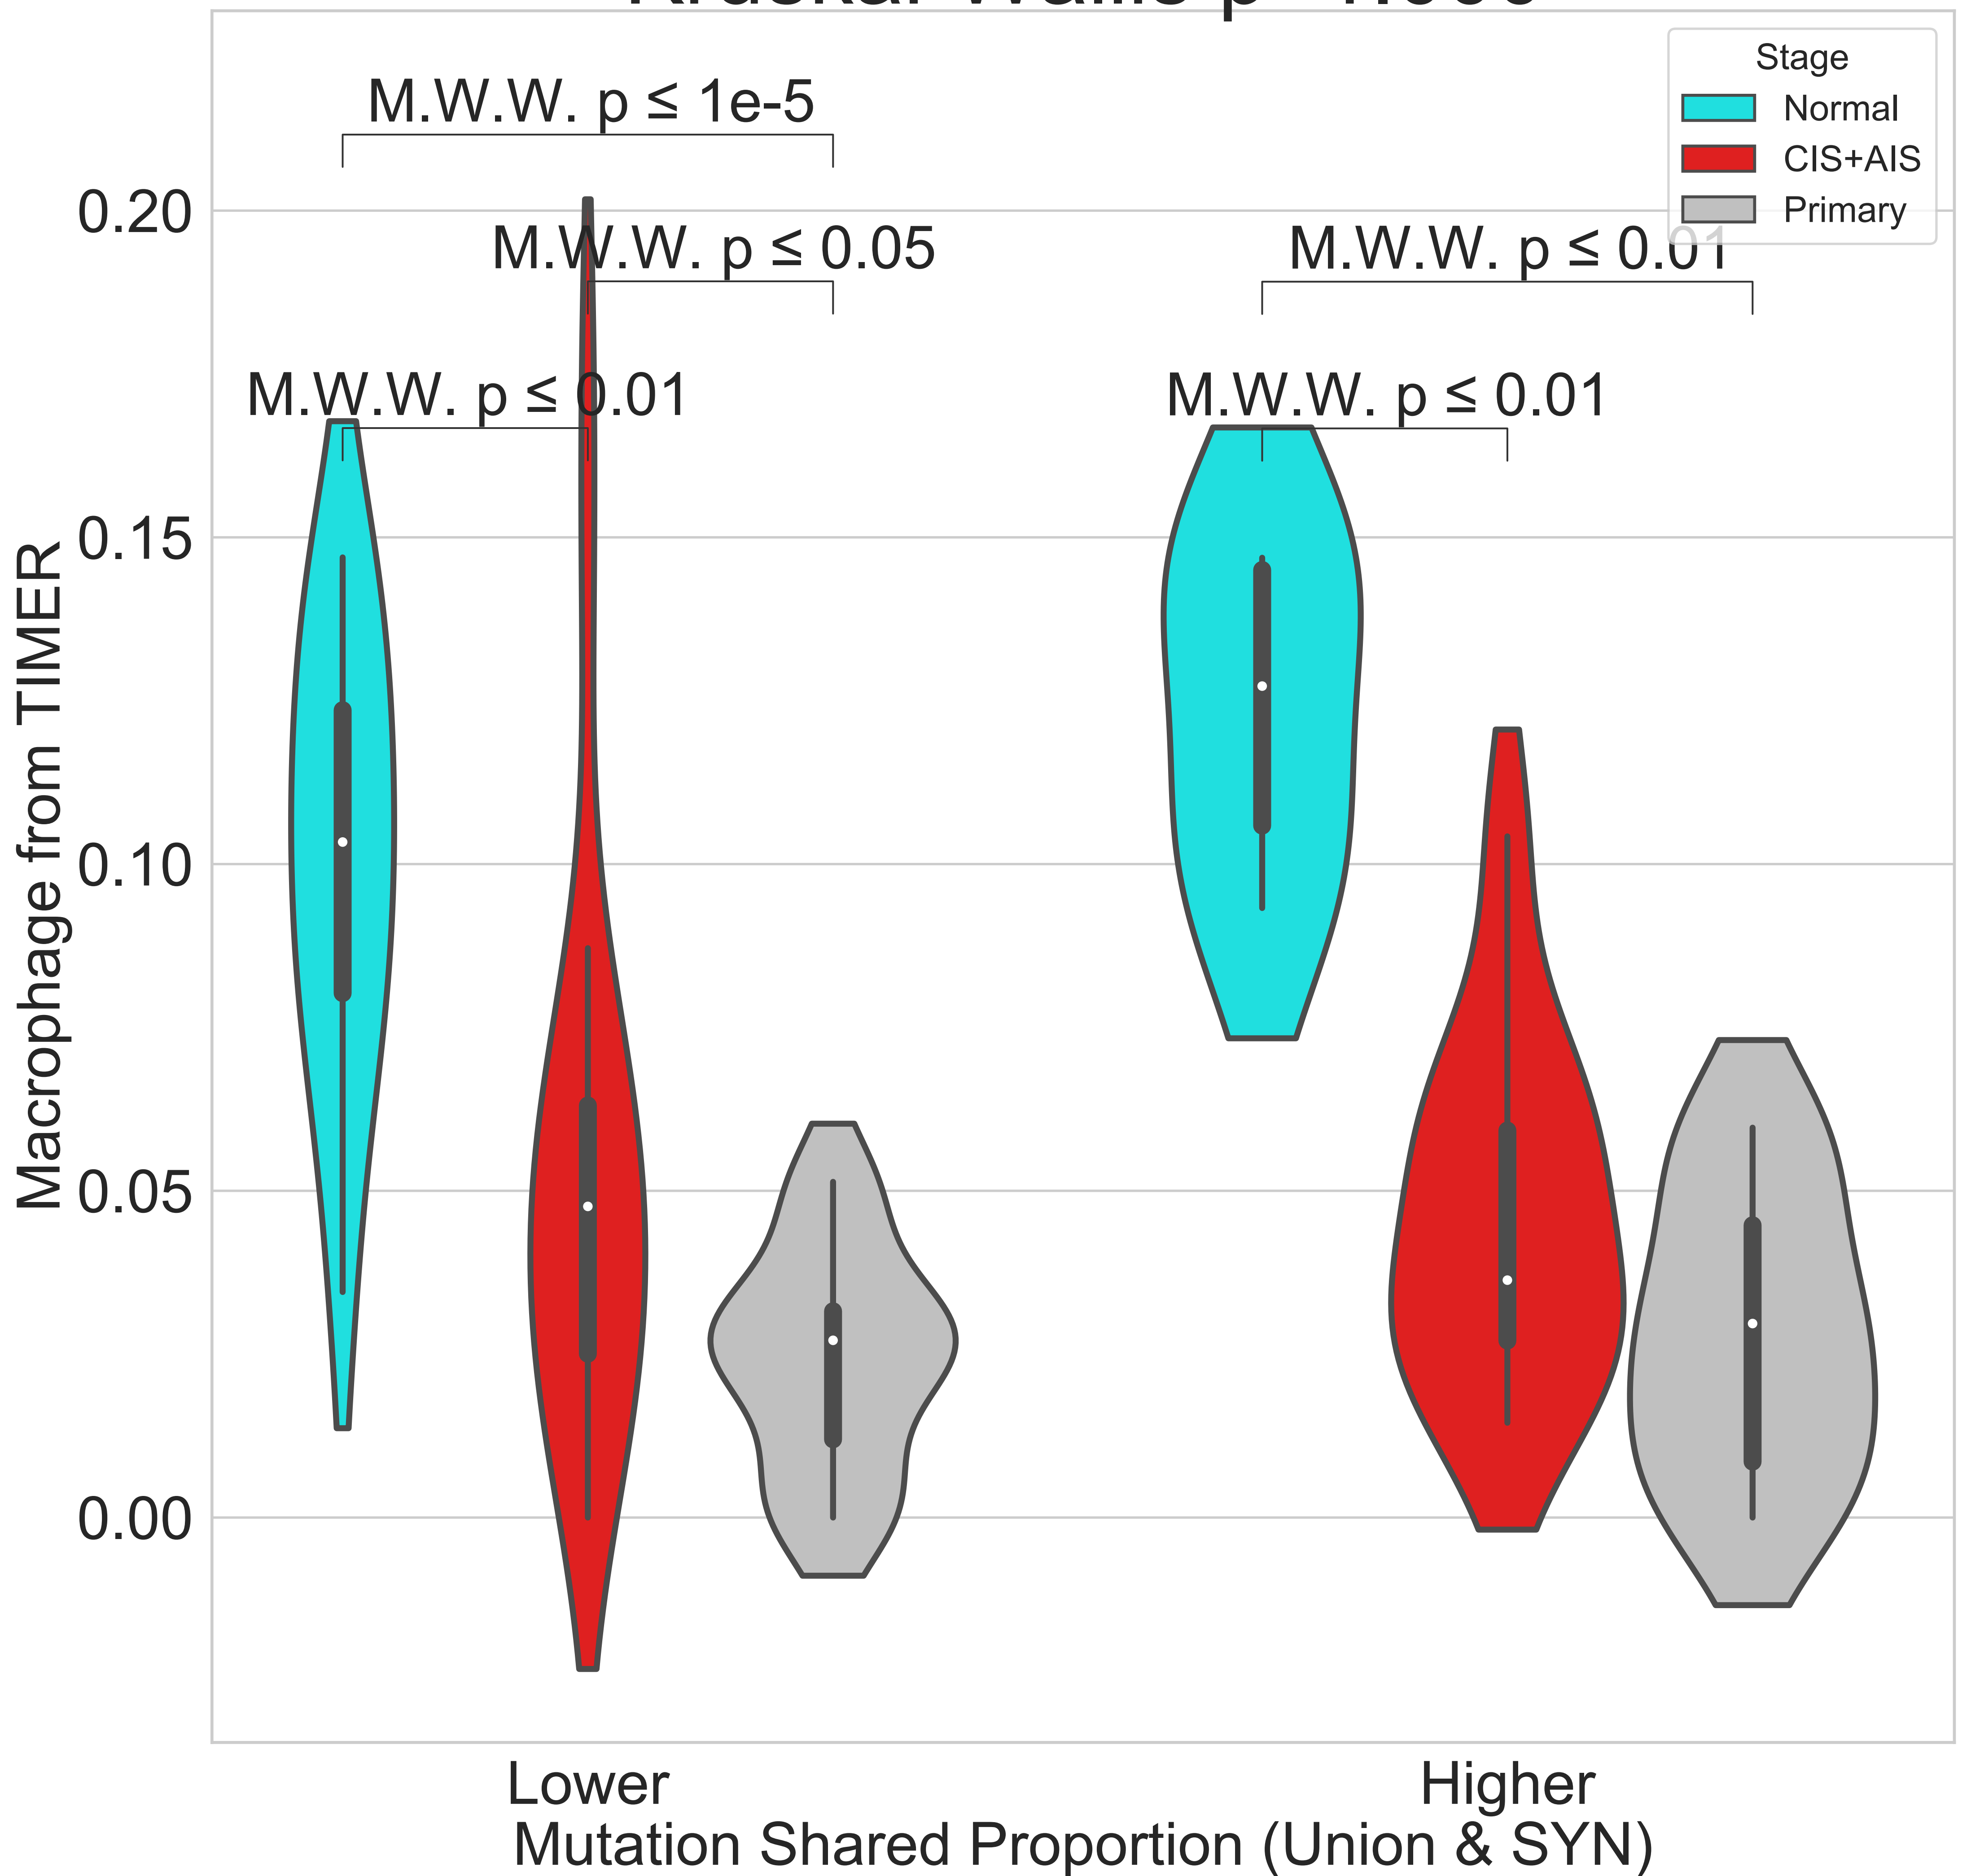 Stage
Normal
CIS+AIS
Primary
M.W.W. p ≤ 1e-5
M.W.W. p ≤ 0.05
M.W.W. p ≤ 0.01
M.W.W. p ≤ 0.01
M.W.W. p ≤ 0.01
0.20
0.15
0.10
0.05
0.00
Macrophage from TIMER
Lower
Higher
Mutation Shared Proportion (Union & SYN)